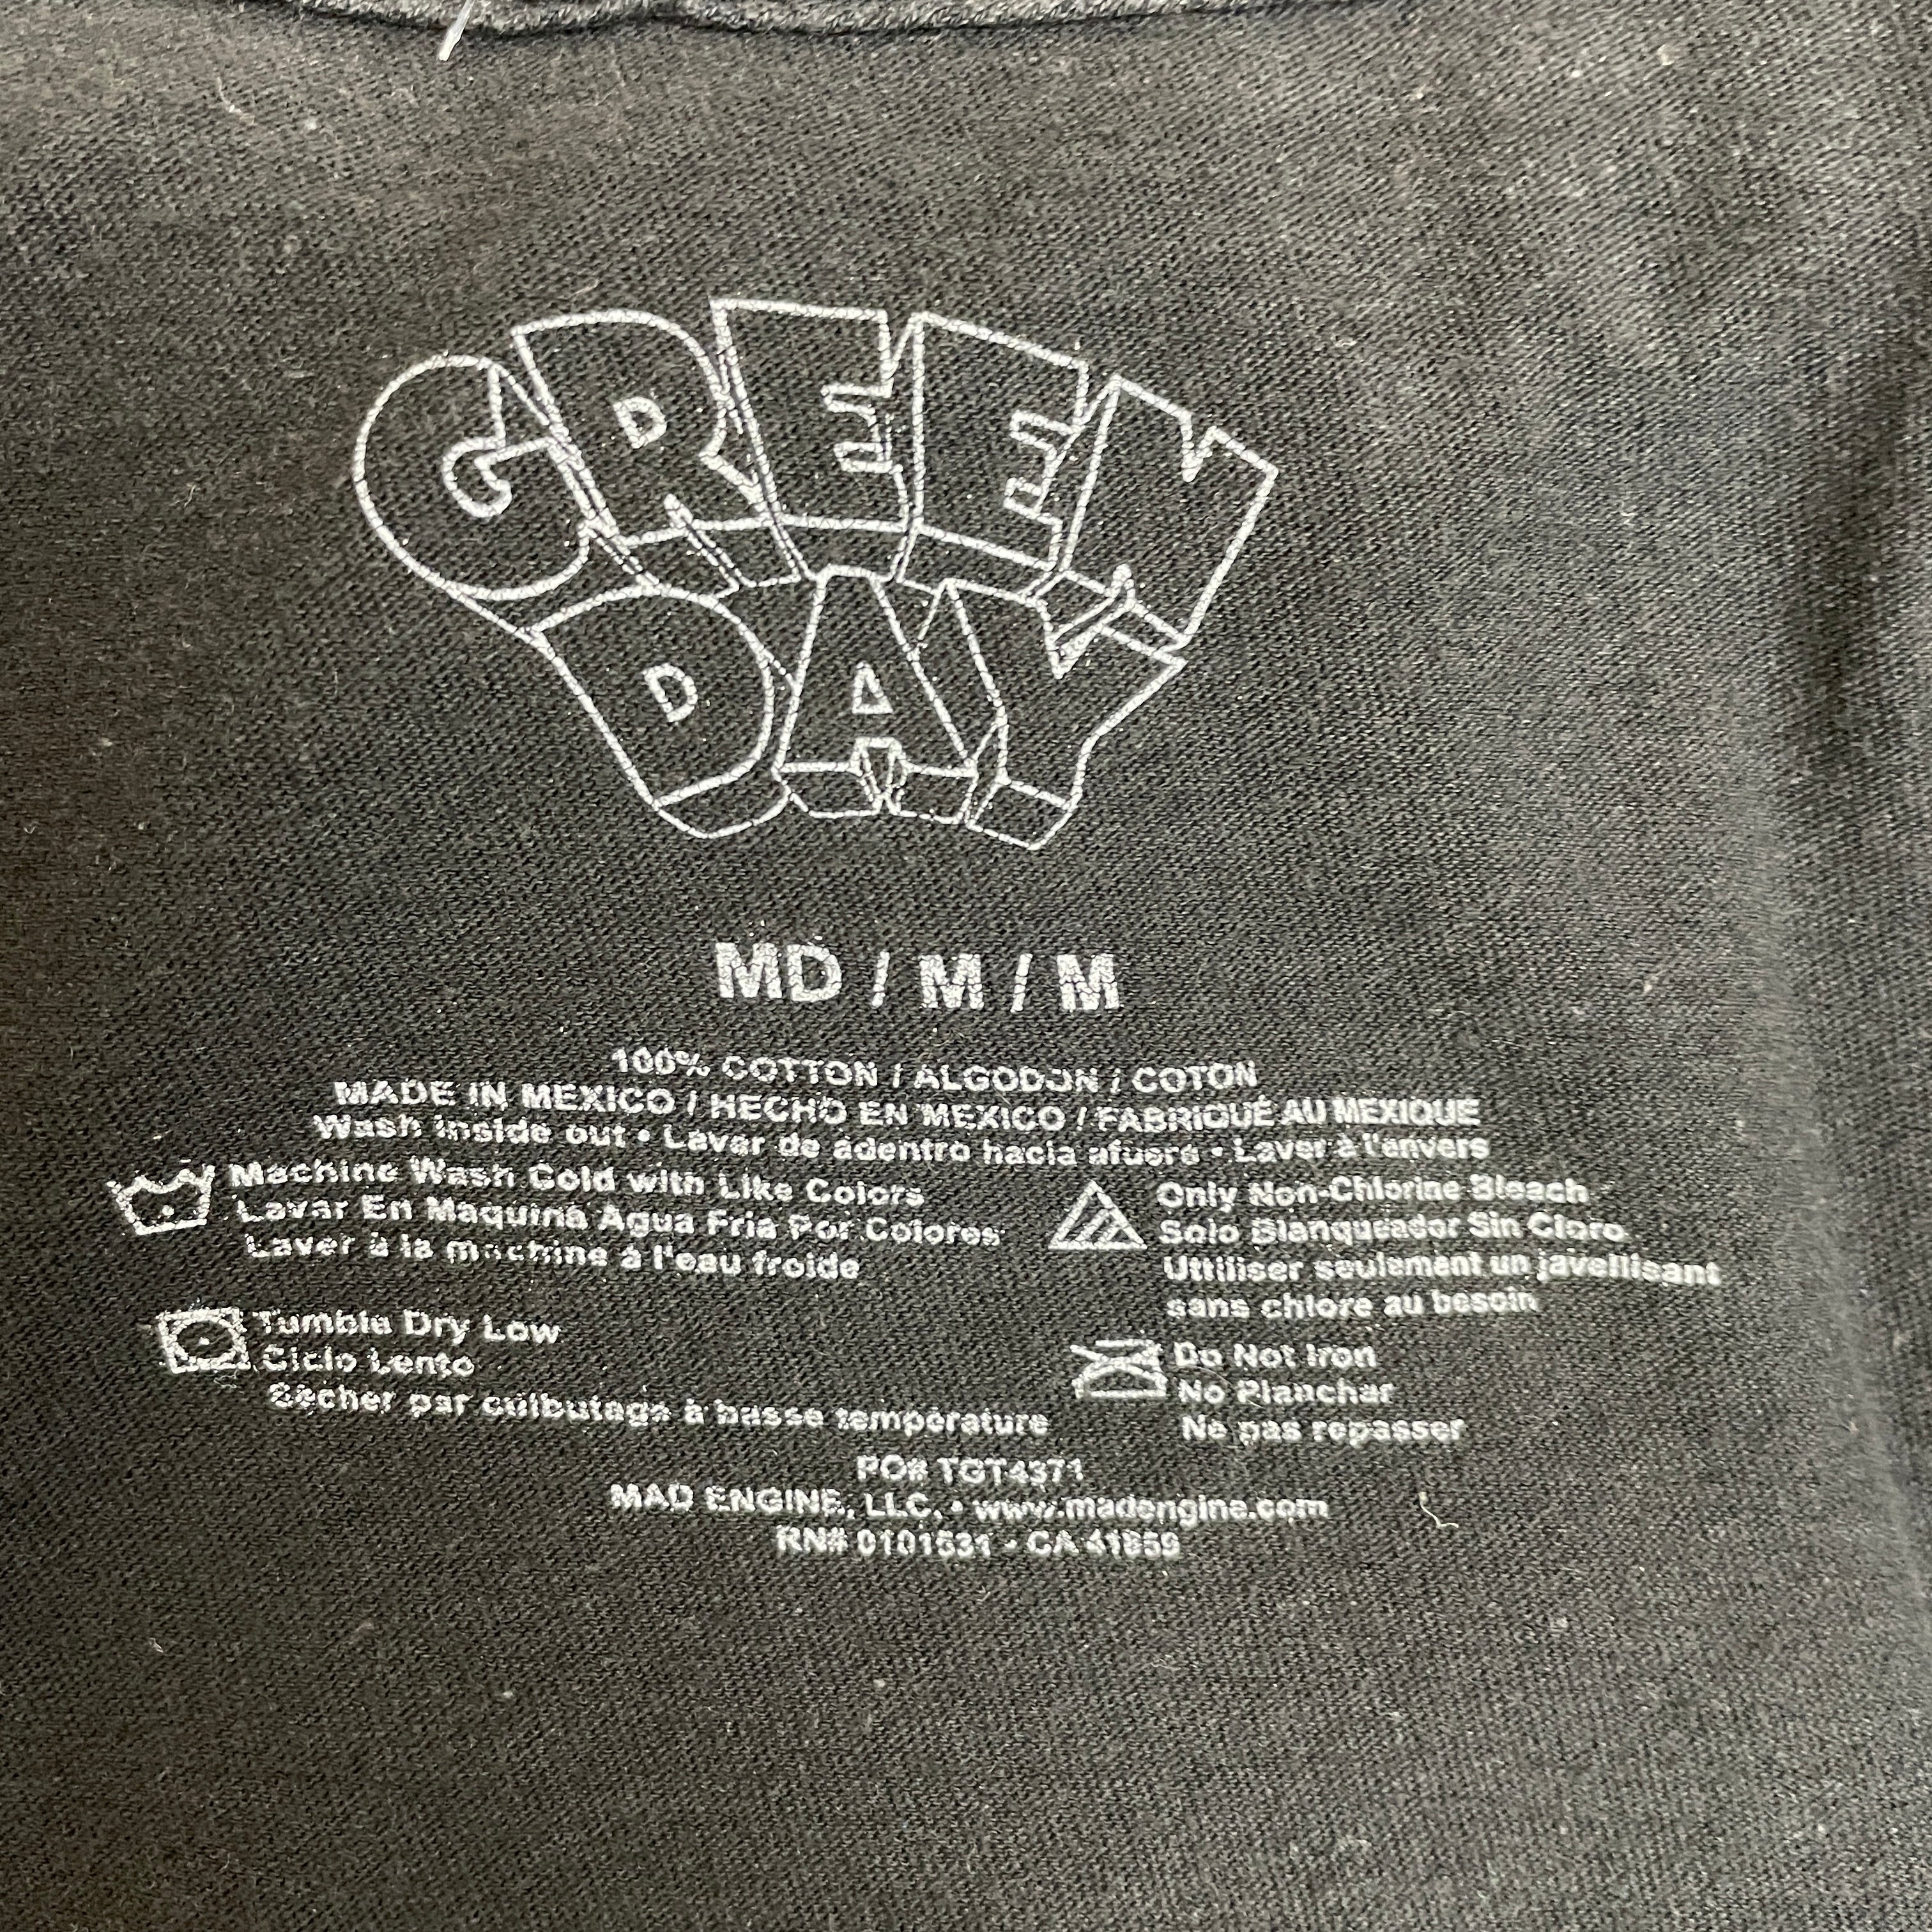 GREEN
DAY
MD / M / M
100% COTTON / ALGODON / COTON
MADE IN MEXICO / HECHO EN MEXICO / FABRIQUÉ AU MEXIQUE
Wash inside out • Lavar de adentro hacia afuera • Laver à l'envers
Machine Wash Cold with Like Colors
Lavar En Maquina Agua Fria Por Colores
Laver à la machine à l'eau froide
Only Non-Chlorine Bleach
Solo Blanqueador Sin Cloro
Uttiliser seulement un javellisant
sans chlore au besoin
Tumble Dry Low
Ciclo Lento
Sècher par culbutage à basse température
Do Not Iron
No Planchar
Ne pas repasser
PO# TGT4371
MAD ENGINE, LLC. • www.madengine.com
RN# 0101531 • CA 41859